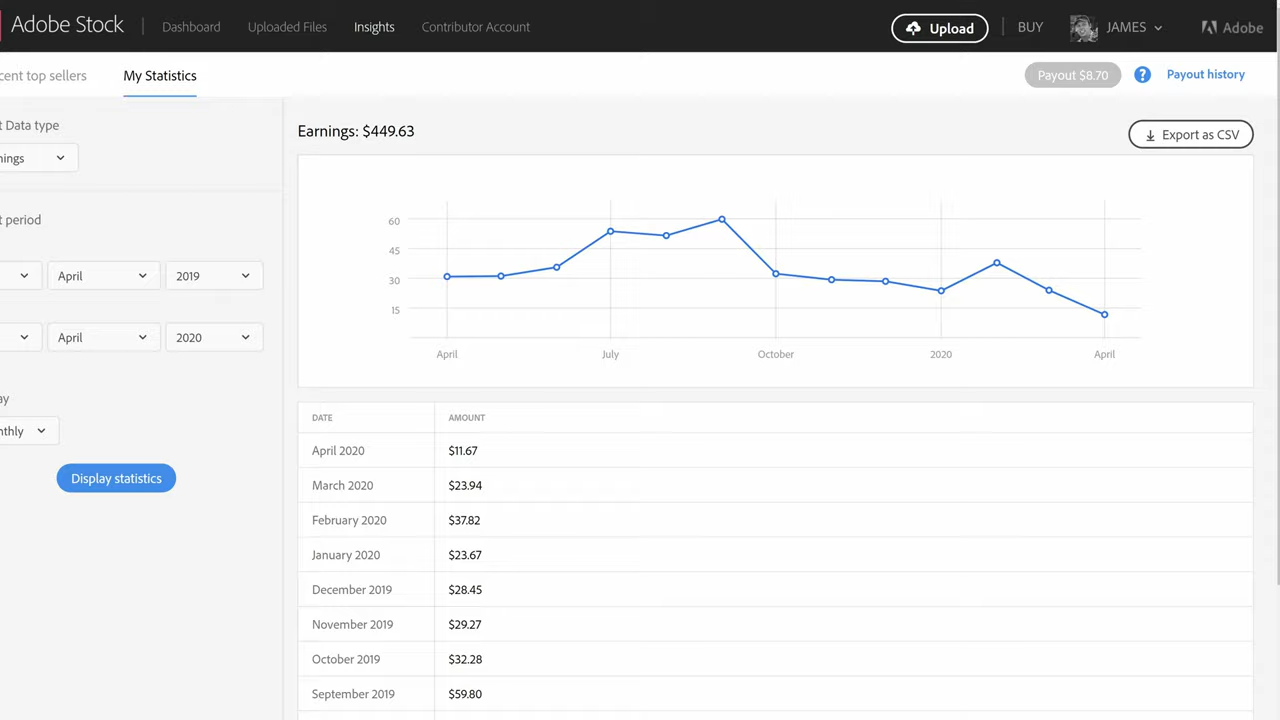 Adobe Stock Dashboard Uploaded Files Insights Contributor Account Upload BUY JAMES Adobe
cent top sellers My Statistics Payout $8.70 ? Payout history
t Data type
nings
t period
April 2019
April 2020
ay
nthly
Display statistics
Earnings: $449.63 Export as CSV
60
45
30
15
April July October 2020 April
DATE AMOUNT
April 2020 $11.67
March 2020 $23.94
February 2020 $37.82
January 2020 $23.67
December 2019 $28.45
November 2019 $29.27
October 2019 $32.28
September 2019 $59.80